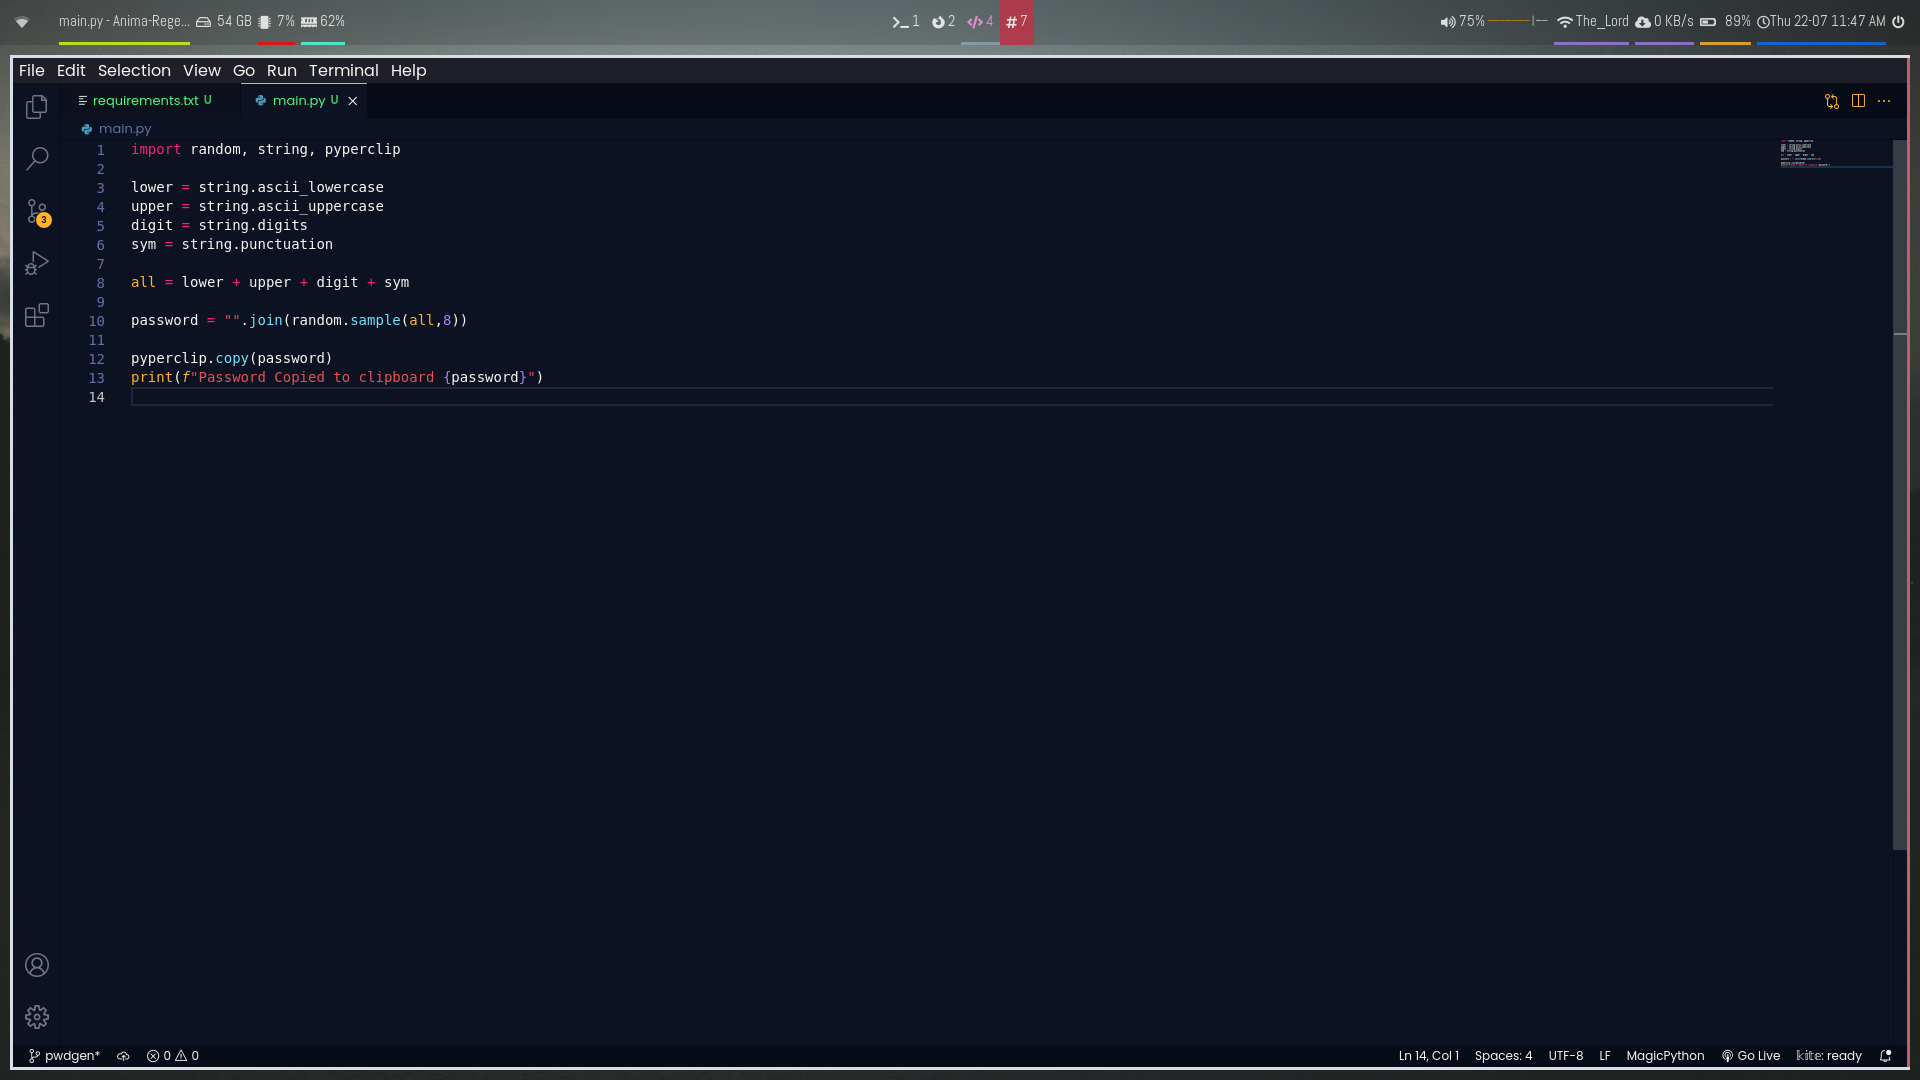 main.py - Anima-Rege... 54 GB 7% 62% 1 2 4 #7 75% The_Lord 0 KB/s 89% Thu 22-07 11:47 AM
File Edit Selection View Go Run Terminal Help
requirements.txt U main.py U
main.py
3
1 import random, string, pyperclip
2
3 lower = string.ascii_lowercase
4 upper = string.ascii_uppercase
5 digit = string.digits
6 sym = string.punctuation
7
8 all = lower + upper + digit + sym
9
10 password = "".join(random.sample(all,8))
11
12 pyperclip.copy(password)
13 print(f"Password Copied to clipboard {password}")
14
pwdgen* 0 0 Ln 14, Col 1 Spaces: 4 UTF-8 LF MagicPython Go Live kite: ready